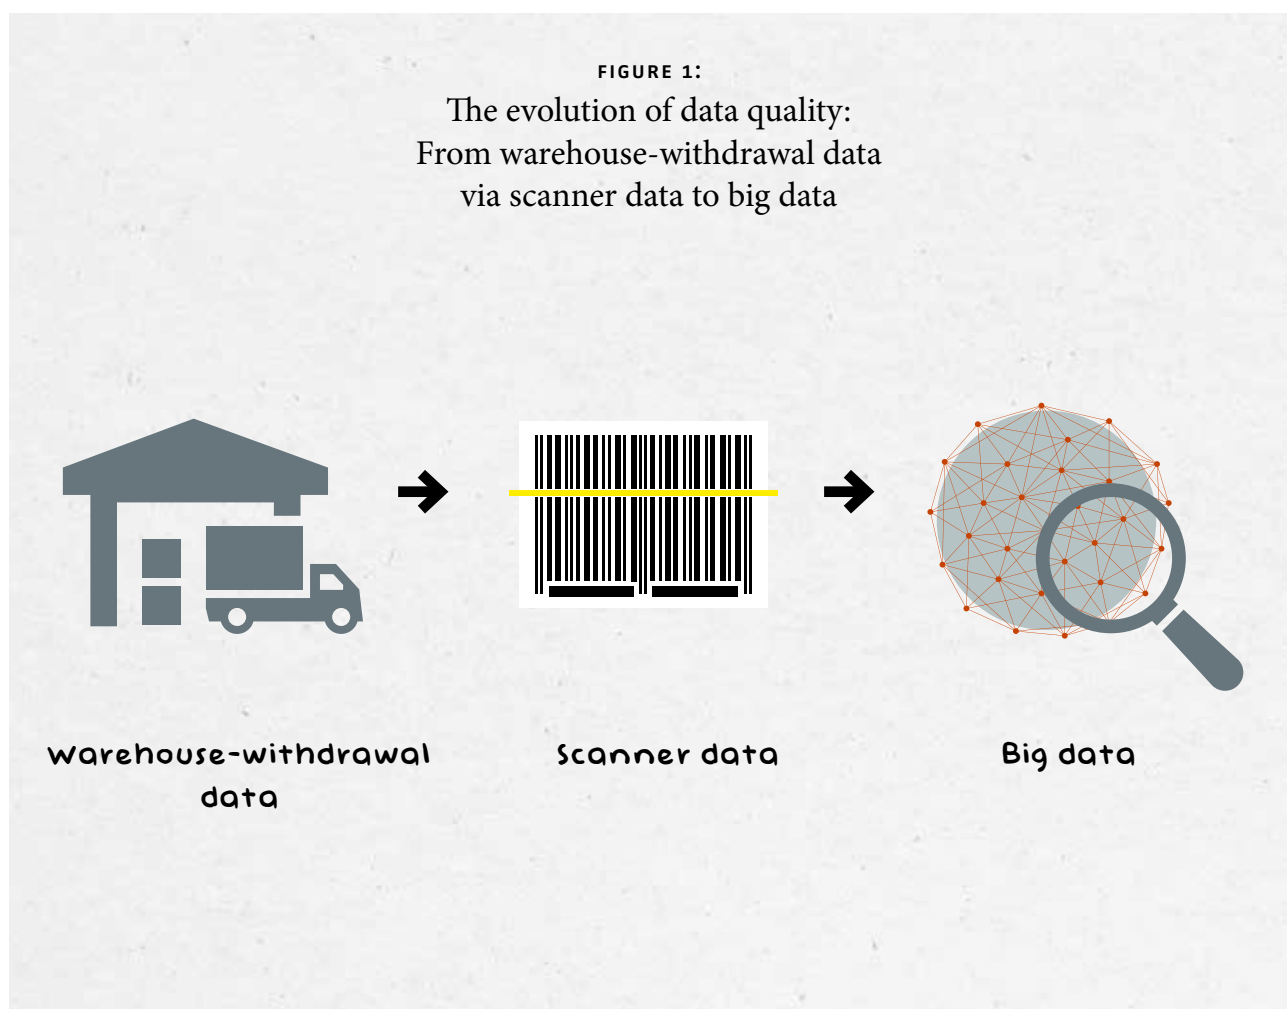 FIGURE 1:
The evolution of data quality:
From warehouse-withdrawal data
via scanner data to big data
Warehouse-withdrawal
data
Scanner data
Big data